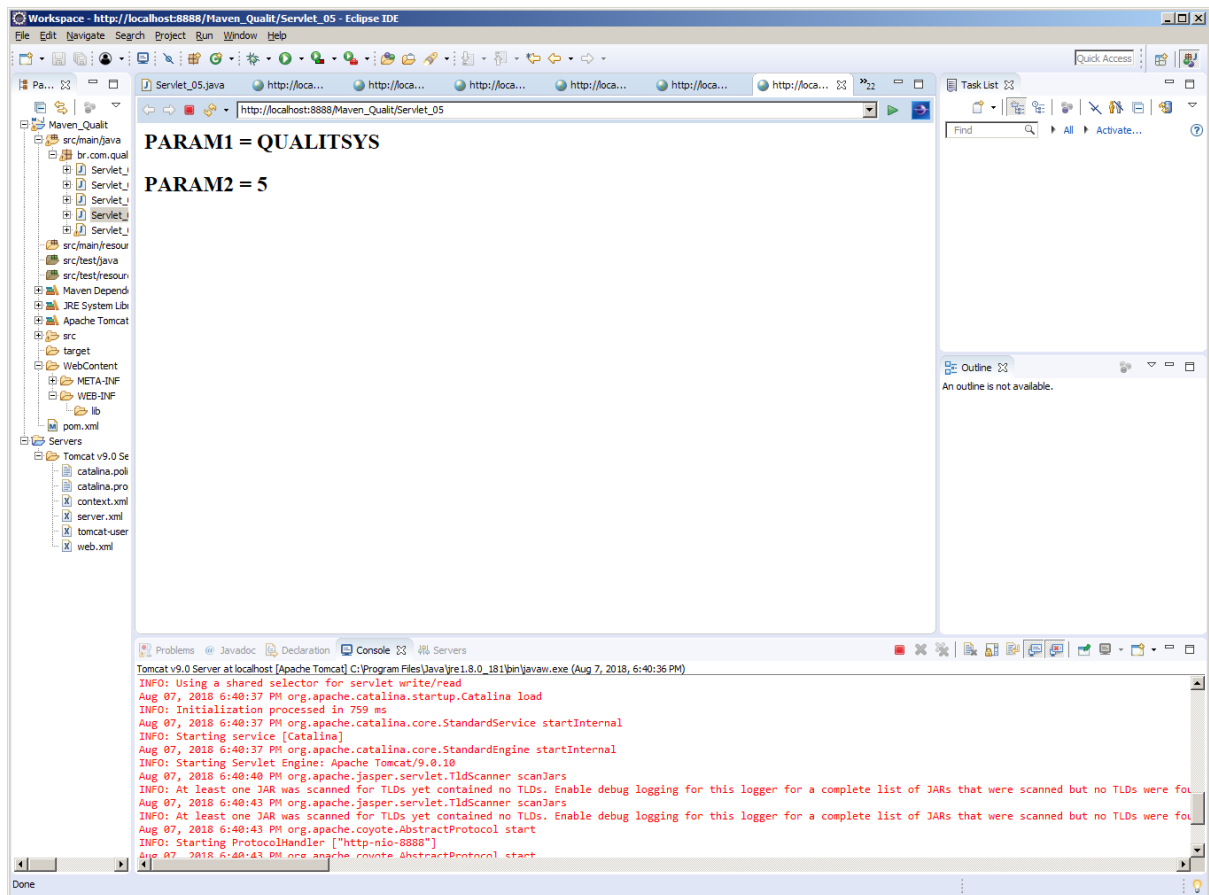 Workspace - http://localhost:8888/Maven_Qualit/Servlet_05 - Eclipse IDE
File Edit Navigate Search Project Run Window Help
Quick Access
Pa...
Servlet_05.java http://loca... http://loca... http://loca... http://loca... http://loca... http://loca... »22
Task List
http://localhost:8888/Maven_Qualit/Servlet_05
Find All Activate...
Maven_Qualit
src/main/java
br.com.qual
Servlet_
Servlet_
Servlet_
Servlet_
Servlet_
src/main/resour
src/test/java
src/test/resour
Maven Depend
JRE System Lib
Apache Tomcat
src
target
WebContent
META-INF
WEB-INF
lib
pom.xml
Servers
Tomcat v9.0 Se
catalina.poli
catalina.pro
context.xml
server.xml
tomcat-user
web.xml
PARAM1 = QUALITSYS
PARAM2 = 5
Outline
An outline is not available.
Problems Javadoc Declaration Console Servers
Tomcat v9.0 Server at localhost [Apache Tomcat] C:\Program Files\Java\jre1.8.0_181\bin\javaw.exe (Aug 7, 2018, 6:40:36 PM)
INFO: Using a shared selector for servlet write/read
Aug 07, 2018 6:40:37 PM org.apache.catalina.startup.Catalina load
INFO: Initialization processed in 759 ms
Aug 07, 2018 6:40:37 PM org.apache.catalina.core.StandardService startInternal
INFO: Starting service [Catalina]
Aug 07, 2018 6:40:37 PM org.apache.catalina.core.StandardEngine startInternal
INFO: Starting Servlet Engine: Apache Tomcat/9.0.10
Aug 07, 2018 6:40:40 PM org.apache.jasper.servlet.TldScanner scanJars
INFO: At least one JAR was scanned for TLDs yet contained no TLDs. Enable debug logging for this logger for a complete list of JARs that were scanned but no TLDs were fou
Aug 07, 2018 6:40:43 PM org.apache.jasper.servlet.TldScanner scanJars
INFO: At least one JAR was scanned for TLDs yet contained no TLDs. Enable debug logging for this logger for a complete list of JARs that were scanned but no TLDs were fou
Aug 07, 2018 6:40:43 PM org.apache.coyote.AbstractProtocol start
INFO: Starting ProtocolHandler ["http-nio-8888"]
Aug 07, 2018 6:40:43 PM org.apache.coyote.AbstractProtocol start
Done